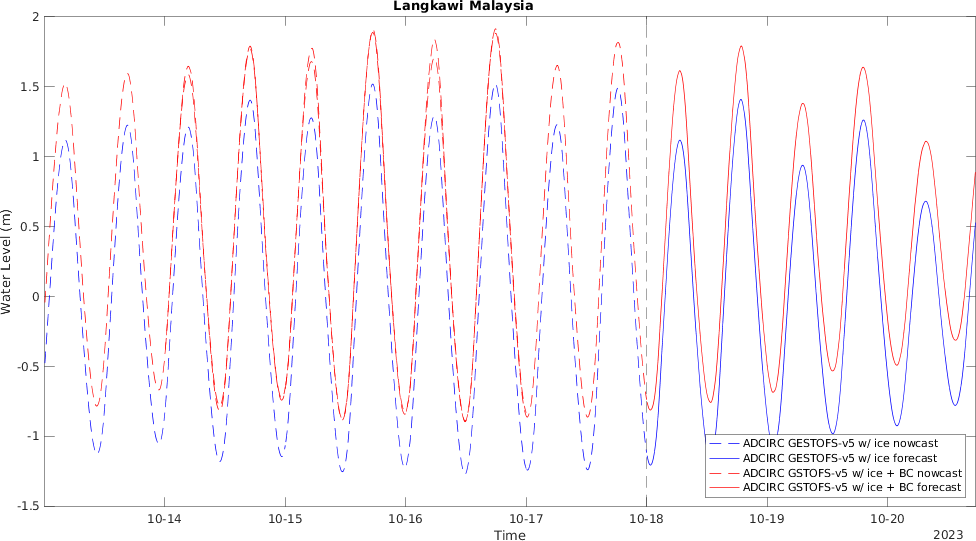 Langkawi Malaysia
2
1.5
1
0.5
0
-0.5
-1
-1.5
Water Level (m)
10-14 10-15 10-16 10-17 10-18 10-19 10-20
Time
2023
ADCIRC GESTOFS-v5 w/ ice nowcast
ADCIRC GESTOFS-v5 w/ ice forecast
ADCIRC GSTOFS-v5 w/ ice + BC nowcast
ADCIRC GSTOFS-v5 w/ ice + BC forecast